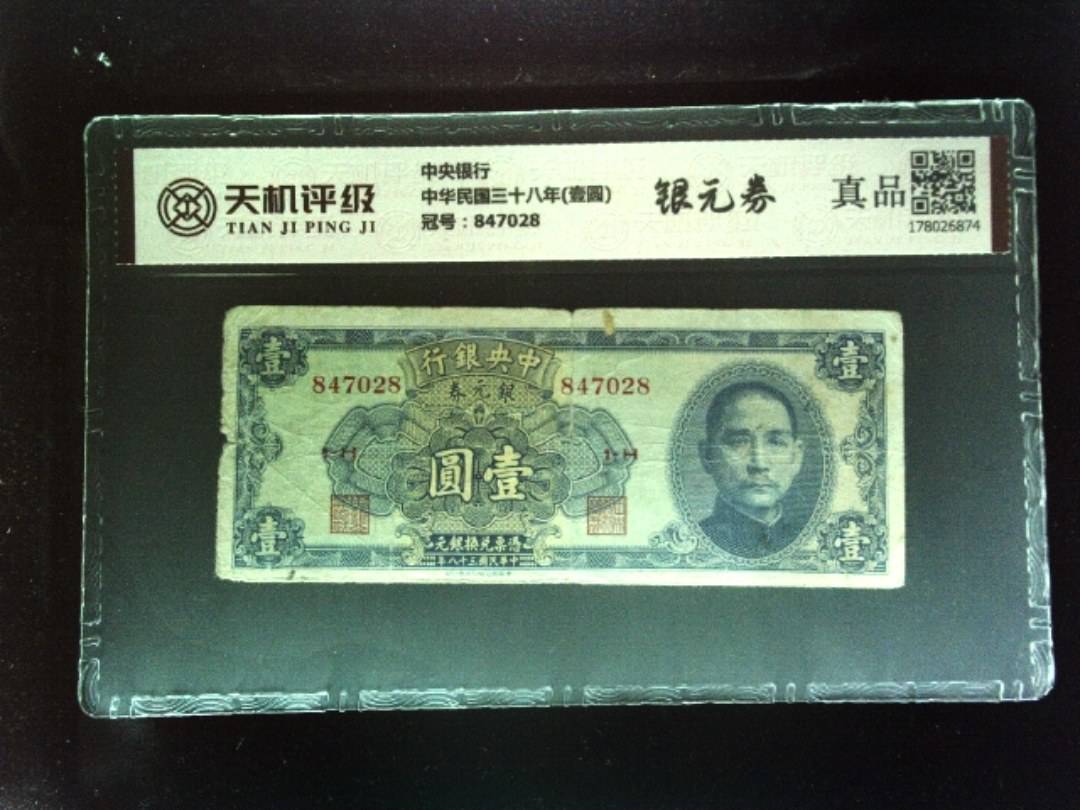 天机评级
TIAN JI PING JI
中央银行
中华民国三十八年(壹圆)
冠号：847028
银元券
真品
178026874
壹
壹
行銀央中
847028
券元銀
847028
圓壹
壹
壹
元銀換兌票憑
年八十三國民華中